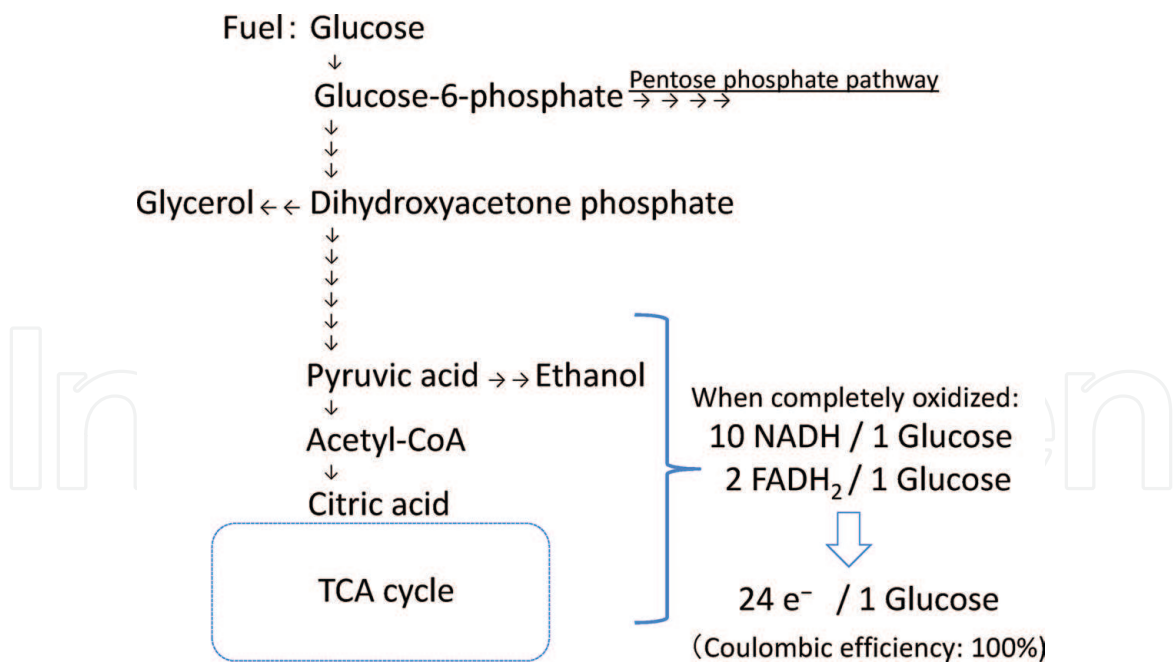 Fuel: Glucose
↓
Glucose-6-phosphate →→→→ Pentose phosphate pathway
↓
↓
↓
Glycerol ←← Dihydroxyacetone phosphate
↓
↓
↓
↓
↓
↓
Pyruvic acid →→ Ethanol
↓
Acetyl-CoA
↓
Citric acid
TCA cycle
When completely oxidized:
10 NADH / 1 Glucose
2 FADH₂ / 1 Glucose
24 e⁻ / 1 Glucose
(Coulombic efficiency: 100%)